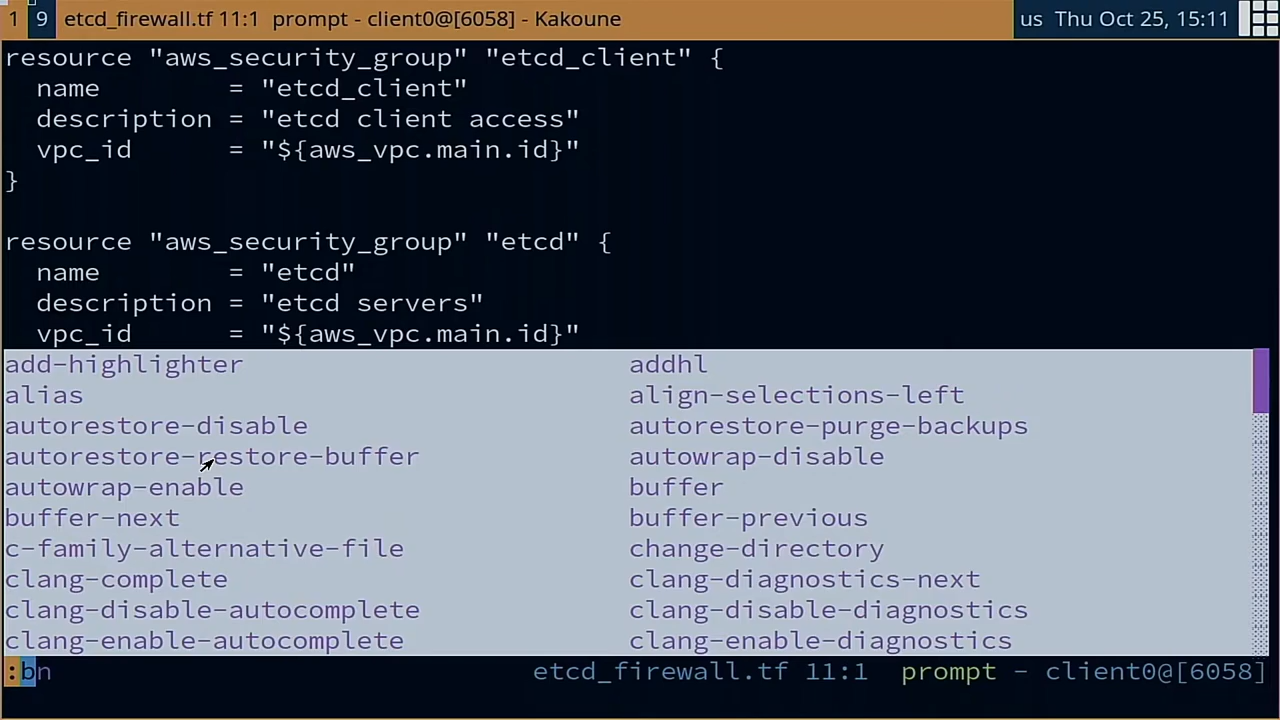 1 9 etcd_firewall.tf 11:1 prompt - client0@[6058] - Kakoune us Thu Oct 25, 15:11
resource "aws_security_group" "etcd_client" {
  name        = "etcd_client"
  description = "etcd client access"
  vpc_id      = "${aws_vpc.main.id}"
}
resource "aws_security_group" "etcd" {
  name        = "etcd"
  description = "etcd servers"
  vpc_id      = "${aws_vpc.main.id}"
add-highlighter addhl
alias align-selections-left
autorestore-disable autorestore-purge-backups
autorestore-restore-buffer autowrap-disable
autowrap-enable buffer
buffer-next buffer-previous
c-family-alternative-file change-directory
clang-complete clang-diagnostics-next
clang-disable-autocomplete clang-disable-diagnostics
clang-enable-autocomplete clang-enable-diagnostics
:bn etcd_firewall.tf 11:1 prompt - client0@[6058]